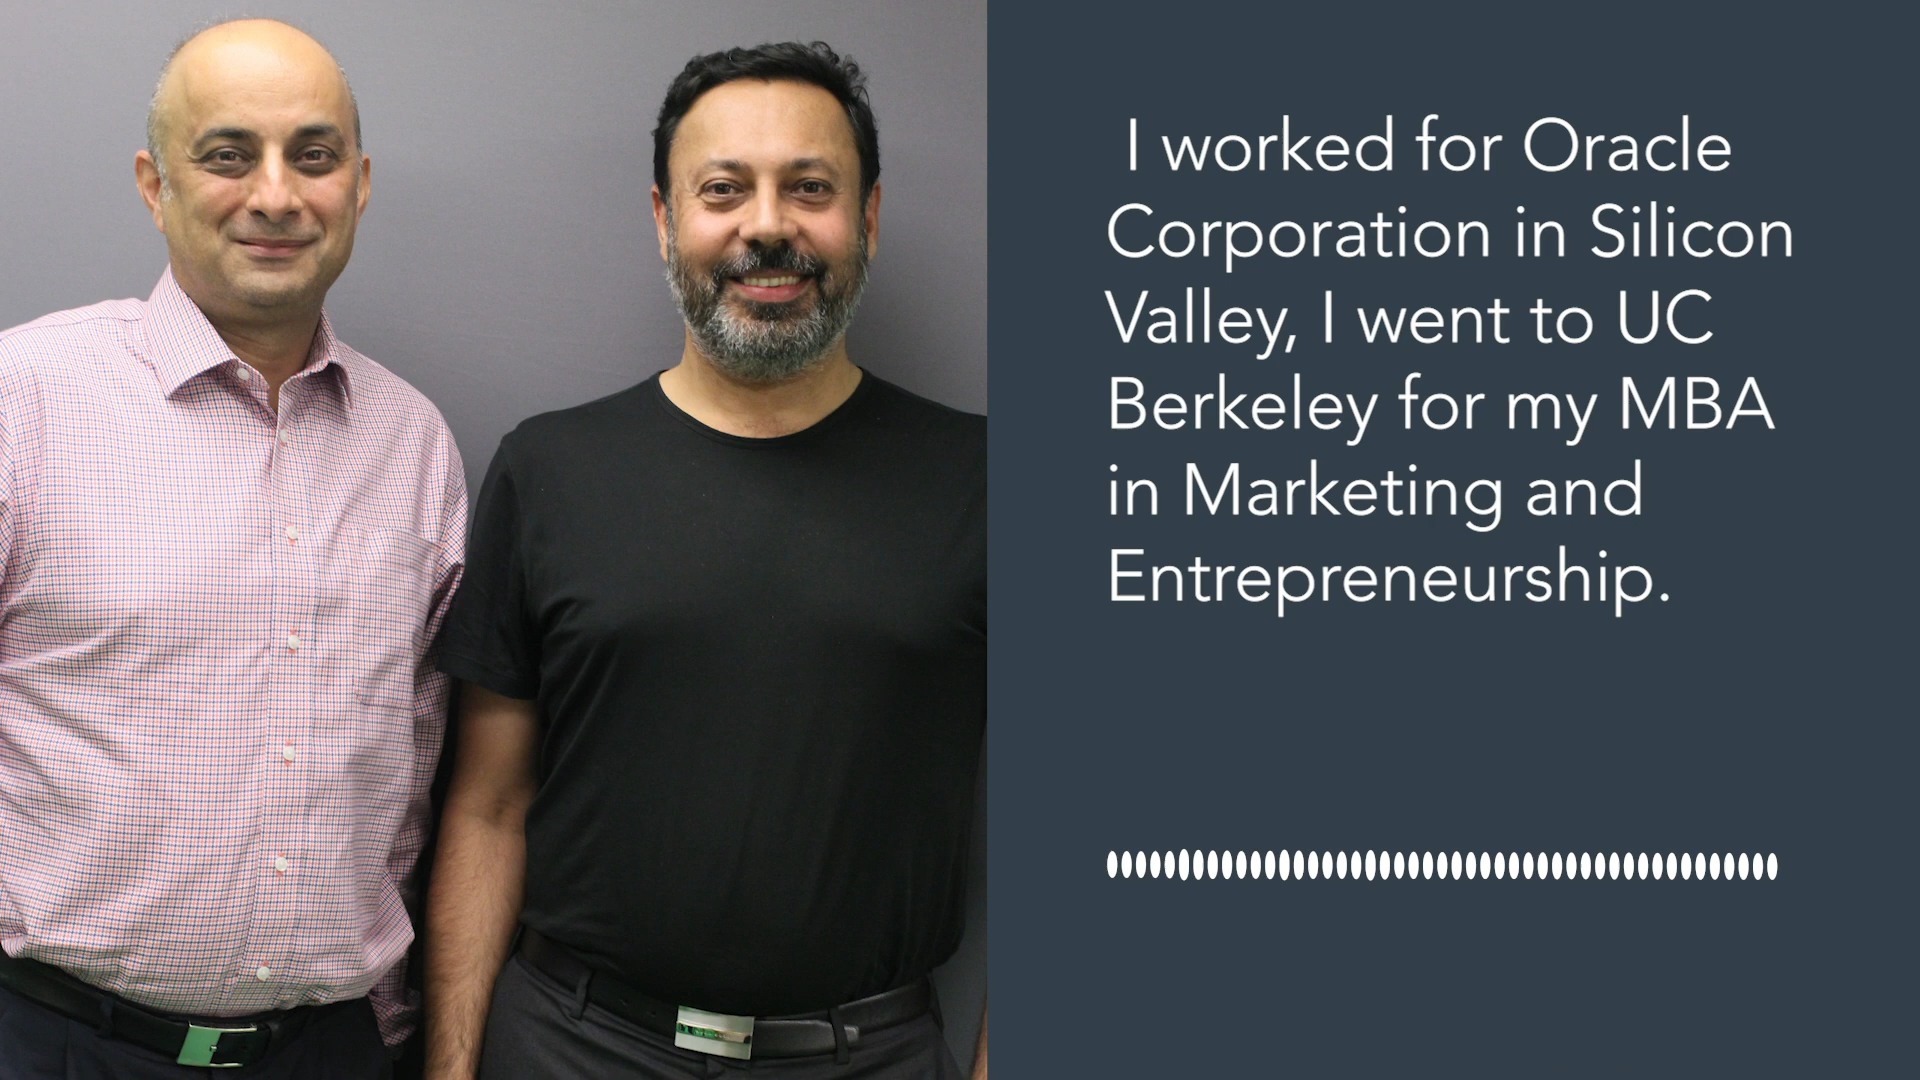 I worked for Oracle
Corporation in Silicon
Valley, I went to UC
Berkeley for my MBA
in Marketing and
Entrepreneurship.